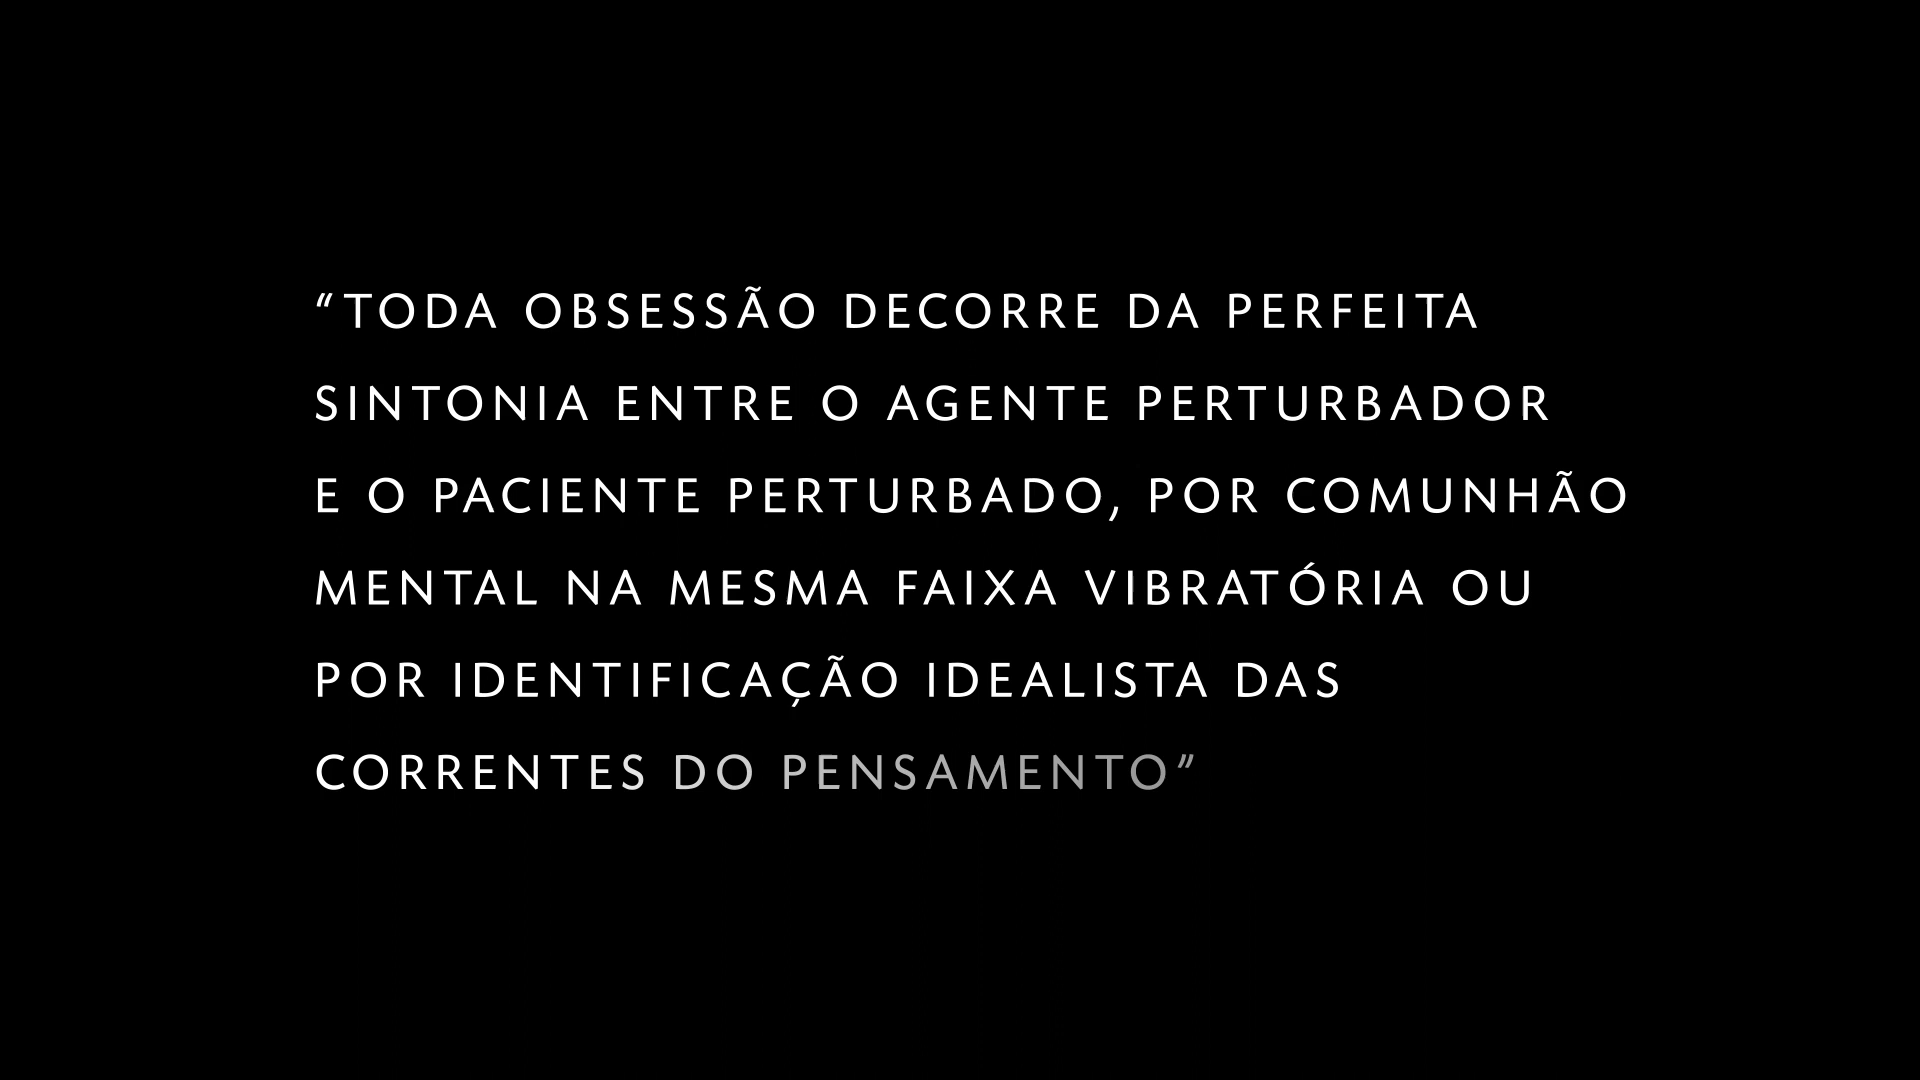 “TODA OBSESSÃO DECORRE DA PERFEITA
SINTONIA ENTRE O AGENTE PERTURBADOR
E O PACIENTE PERTURBADO, POR COMUNHÃO
MENTAL NA MESMA FAIXA VIBRATÓRIA OU
POR IDENTIFICAÇÃO IDEALISTA DAS
CORRENTES DO PENSAMENTO”